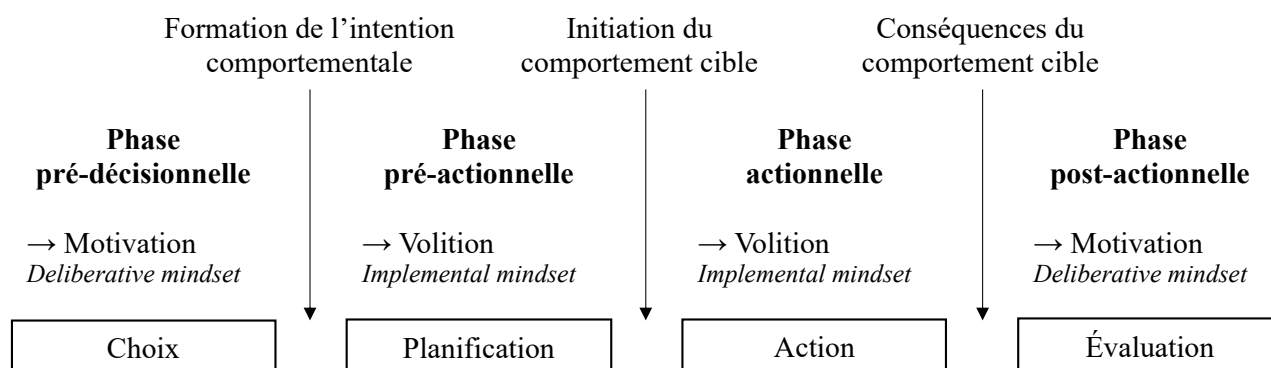 Formation de l'intention
comportementale
Initiation du
comportement cible
Conséquences du
comportement cible
Phase
pré-décisionnelle
Phase
pré-actionnelle
Phase
actionnelle
Phase
post-actionnelle
→ Motivation
Deliberative mindset
→ Volition
Implemental mindset
→ Volition
Implemental mindset
→ Motivation
Deliberative mindset
Choix
Planification
Action
Évaluation